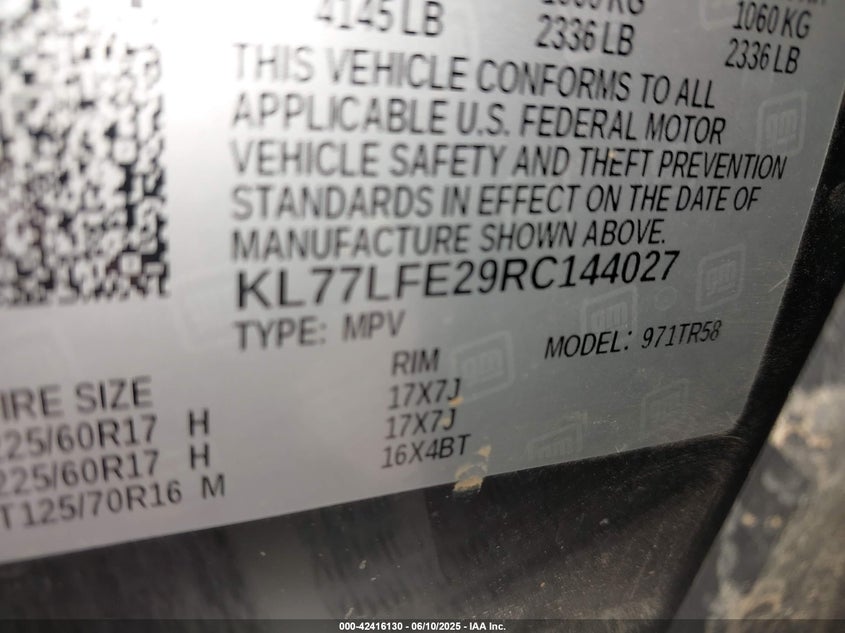 4145 LB
2336 LB
1060 KG
2336 LB
THIS VEHICLE CONFORMS TO ALL
APPLICABLE U.S. FEDERAL MOTOR
VEHICLE SAFETY AND THEFT PREVENTION
STANDARDS IN EFFECT ON THE DATE OF
MANUFACTURE SHOWN ABOVE.
KL77LFE29RC144027
TYPE: MPV
MODEL: 971TR58
IRE SIZE
RIM
225/60R17 H
17X7J
225/60R17 H
17X7J
T125/70R16 M
16X4BT
gm
000-42416130 - 06/10/2025 - IAA Inc.